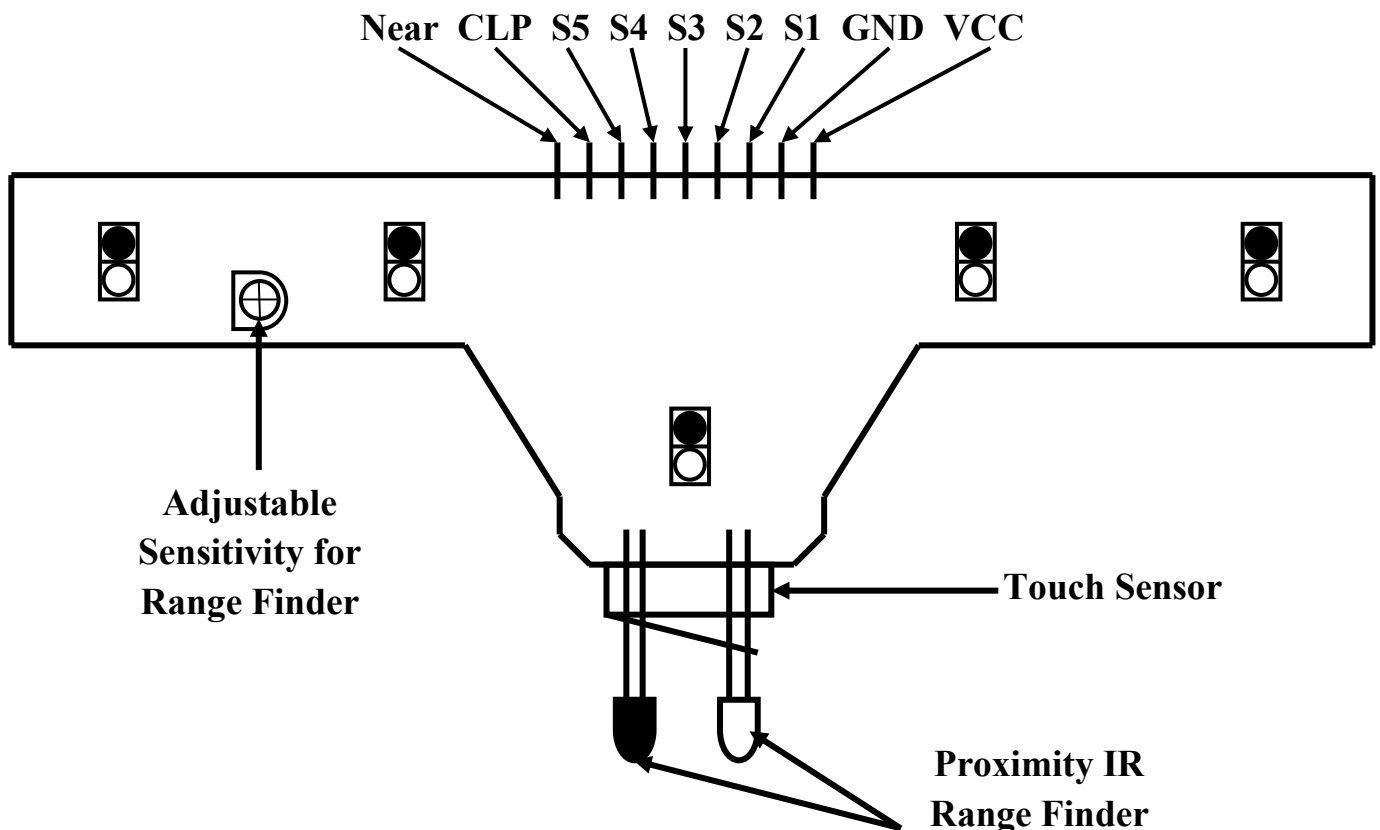 Near CLP S5 S4 S3 S2 S1 GND VCC
Adjustable
Sensitivity for
Range Finder
Touch Sensor
Proximity IR
Range Finder